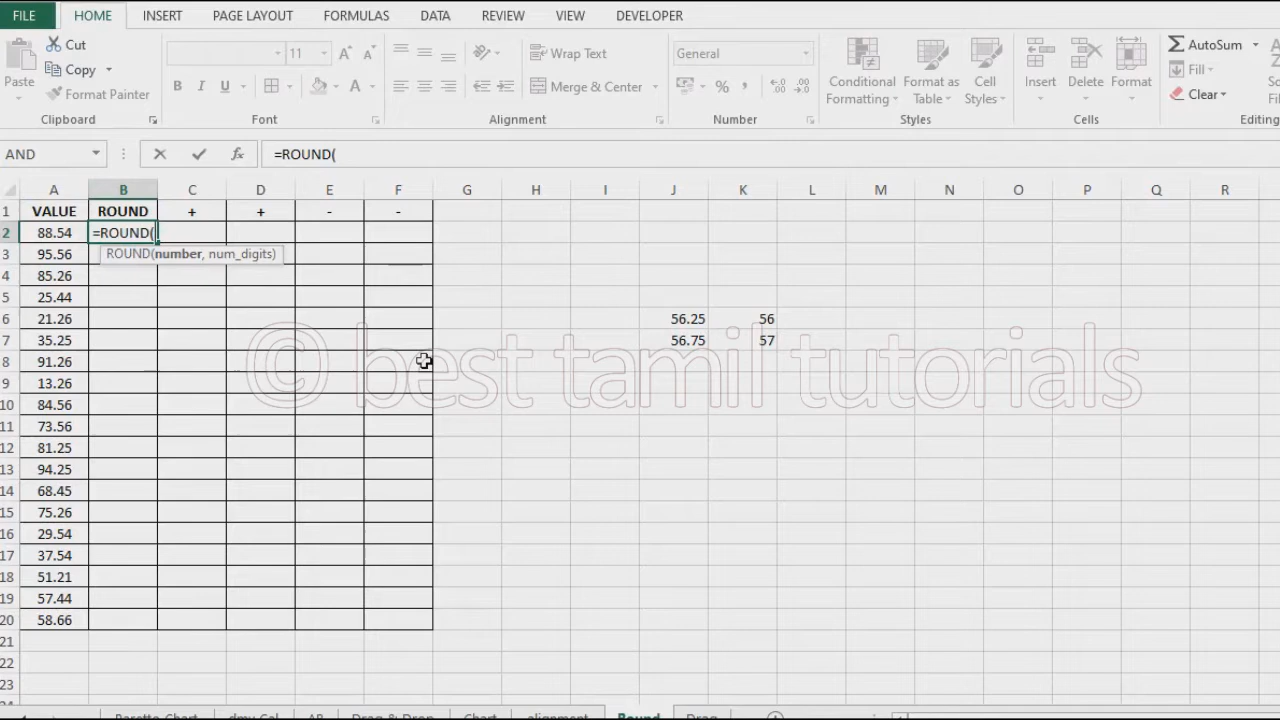 FILE HOME INSERT PAGE LAYOUT FORMULAS DATA REVIEW VIEW DEVELOPER
Cut
Copy
Format Painter
Paste
Clipboard
11 A A
B I U A
Font
Wrap Text
Merge & Center
Alignment
General
% ,
Number
Conditional Formatting
Format as Table
Cell Styles
Styles
Insert Delete Format
Cells
AutoSum
Fill
Clear
Editing
AND fx =ROUND(
A B C D E F G H I J K L M N O P Q R
1 VALUE ROUND + + - -
2 88.54 =ROUND(
ROUND(number, num_digits)
3 95.56
4 85.26
5 25.44
6 21.26 56.25 56
7 35.25 56.75 57
8 91.26
9 13.26
10 84.56
11 73.56
12 81.25
13 94.25
14 68.45
15 75.26
16 29.54
17 37.54
18 51.21
19 57.44
20 58.66
21
22
23
© best tamil tutorials
Paretto Chart dmy Cal AB Drag & Drop Chart alignment Round Drag